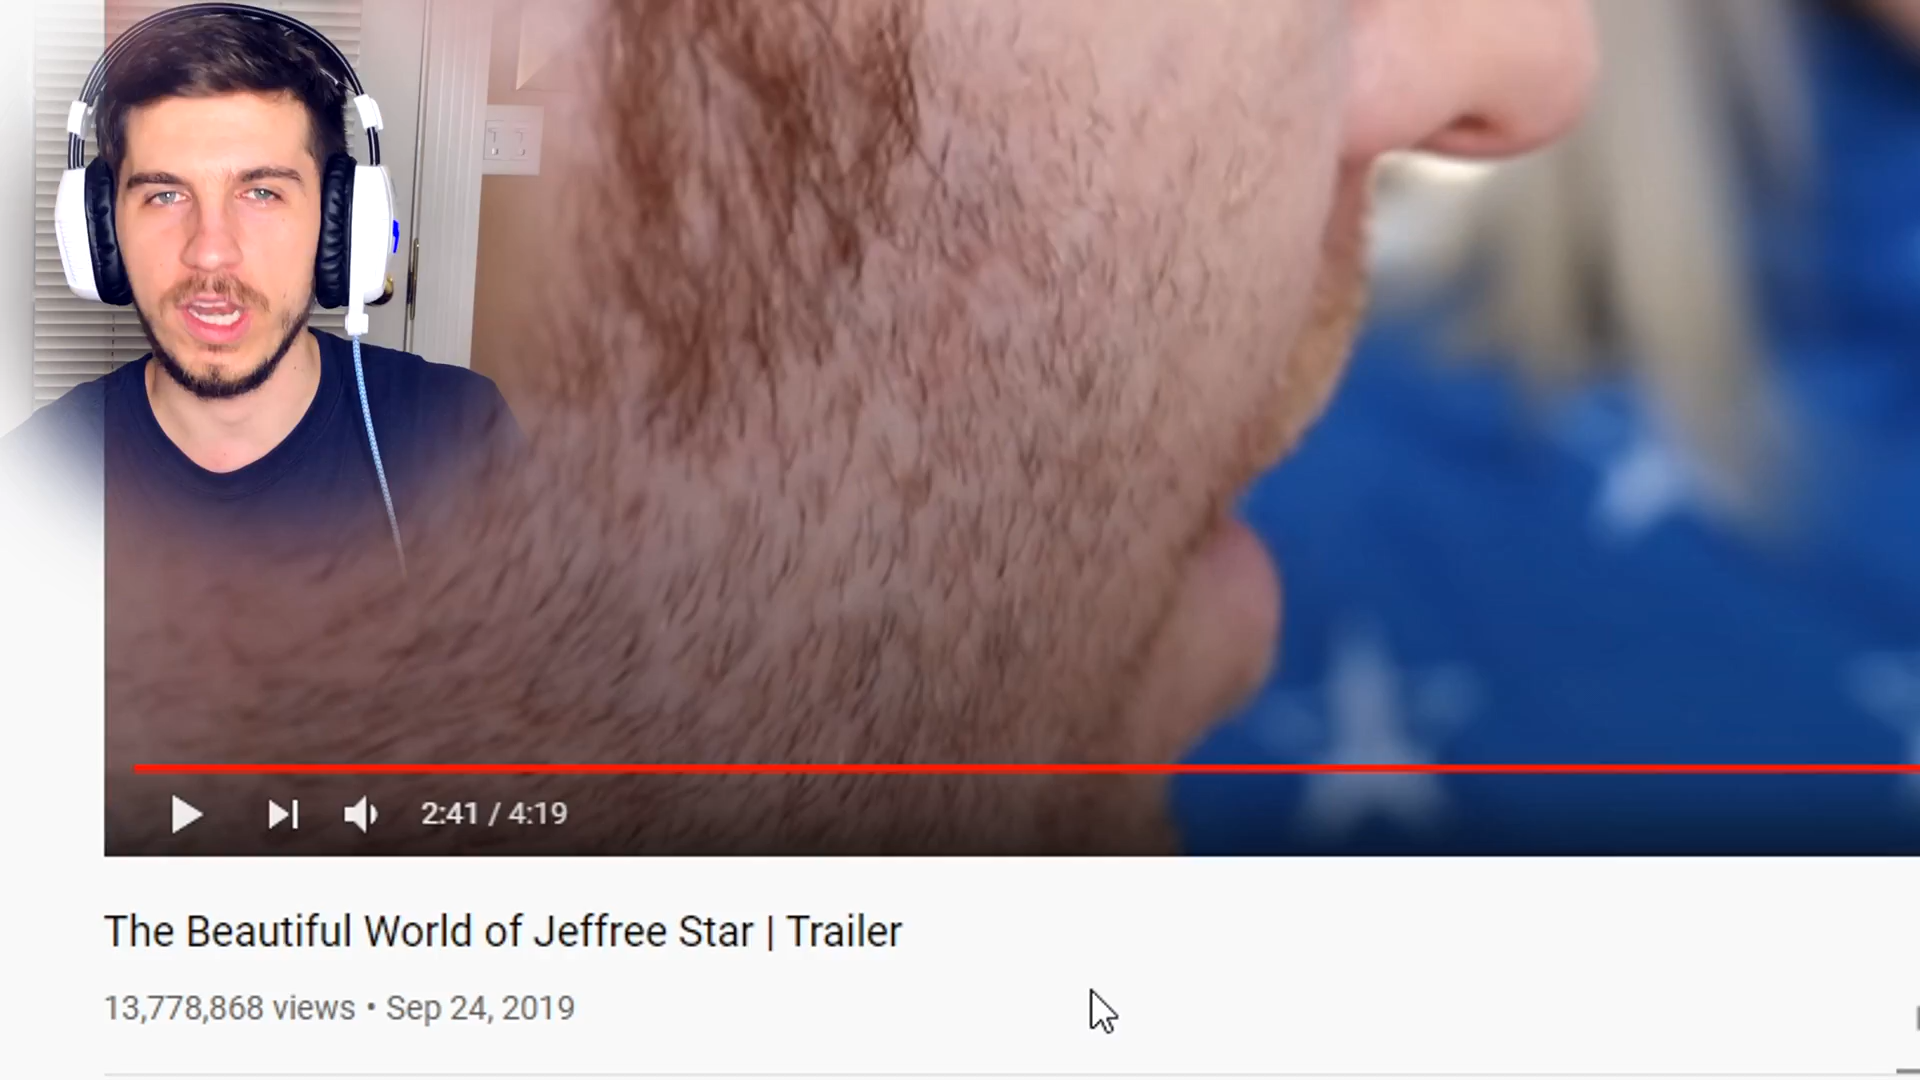 2:41 / 4:19
The Beautiful World of Jeffree Star | Trailer
13,778,868 views • Sep 24, 2019